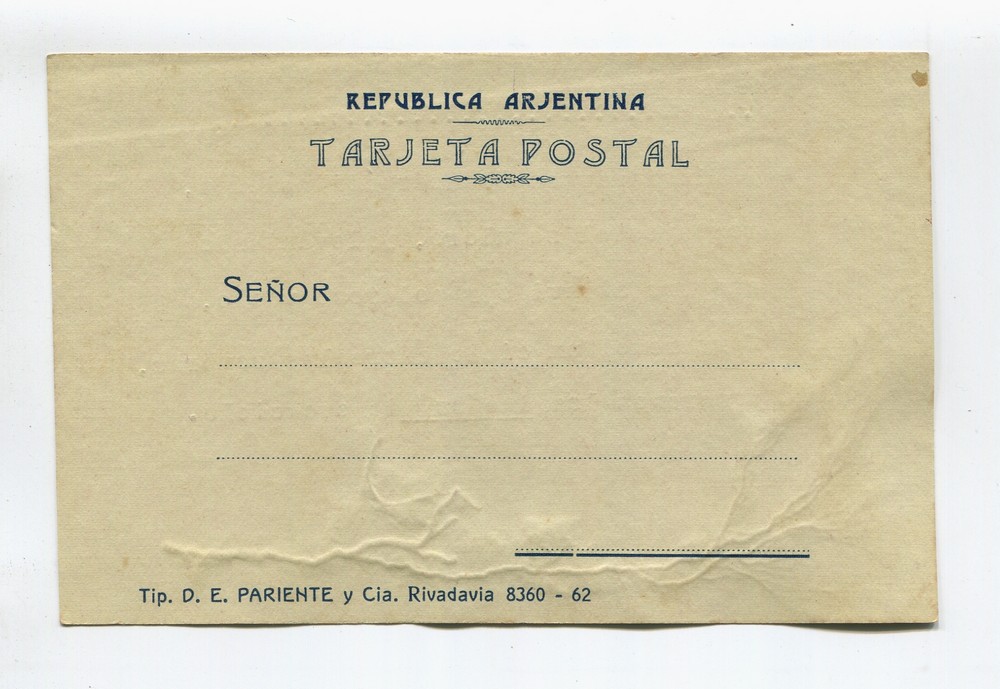 REPUBLICA ARJENTINA
TARJETA POSTAL
SEÑOR
Tip. D. E. PARIENTE y Cia. Rivadavia 8360 - 62